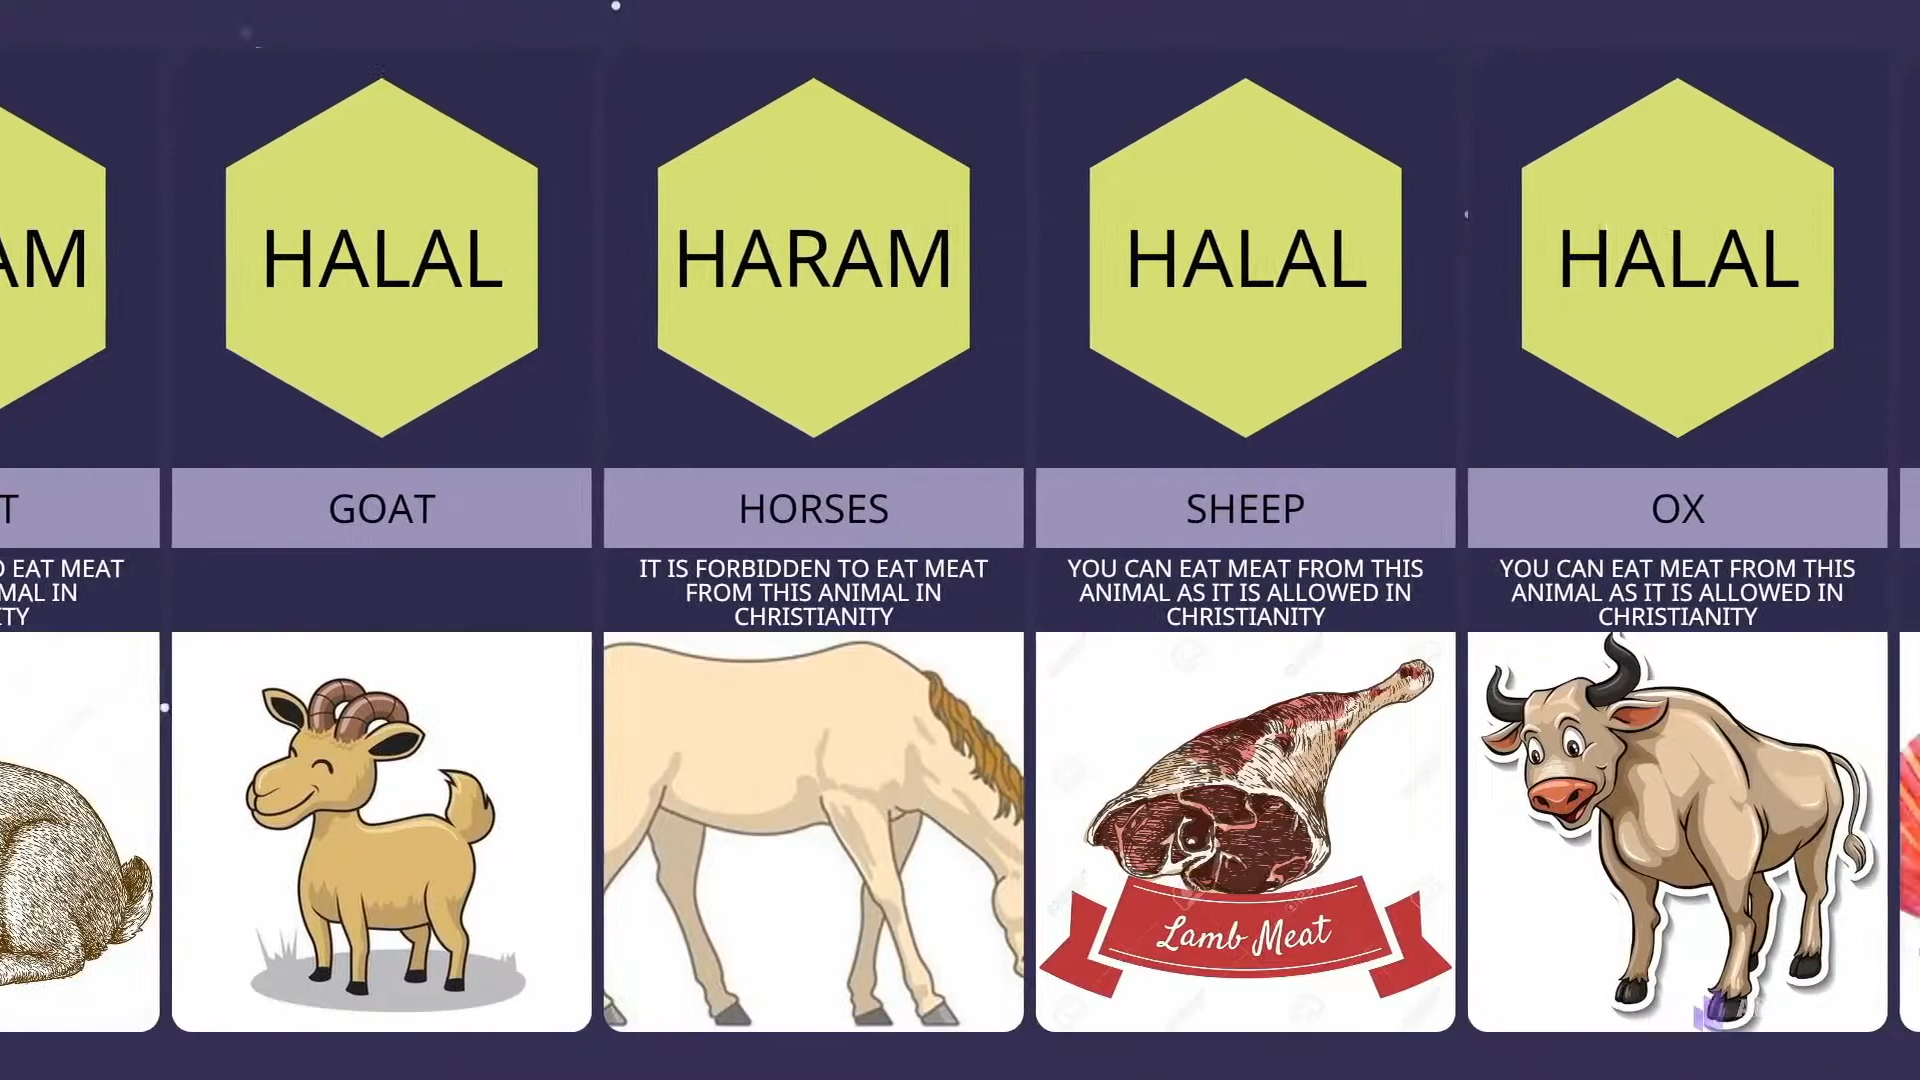 AM
HALAL
HARAM
HALAL
HALAL
T
GOAT
HORSES
SHEEP
OX
EAT MEAT
IN
IT IS FORBIDDEN TO EAT MEAT
FROM THIS ANIMAL IN
CHRISTIANITY
YOU CAN EAT MEAT FROM THIS
ANIMAL AS IT IS ALLOWED IN
CHRISTIANITY
YOU CAN EAT MEAT FROM THIS
ANIMAL AS IT IS ALLOWED IN
CHRISTIANITY
Lamb Meat